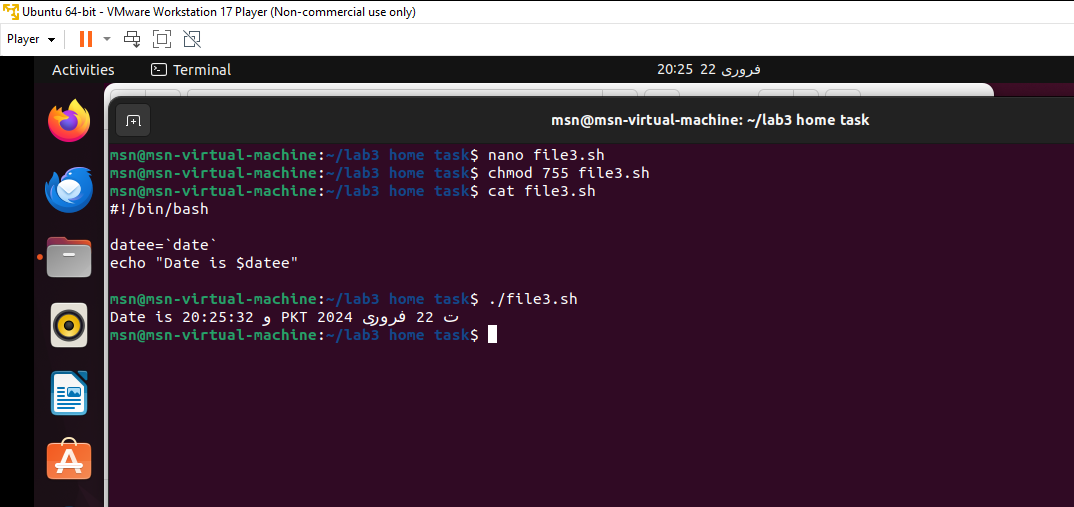 Ubuntu 64-bit - VMware Workstation 17 Player (Non-commercial use only)
Player
Activities
Terminal
20:25 22 فروری
msn@msn-virtual-machine: ~/lab3 home task
msn@msn-virtual-machine:~/lab3 home task$ nano file3.sh
msn@msn-virtual-machine:~/lab3 home task$ chmod 755 file3.sh
msn@msn-virtual-machine:~/lab3 home task$ cat file3.sh
#!/bin/bash
datee=`date`
echo "Date is $datee"
msn@msn-virtual-machine:~/lab3 home task$ ./file3.sh
Date is 20:25:32 و PKT 2024 ت 22 فروری
msn@msn-virtual-machine:~/lab3 home task$